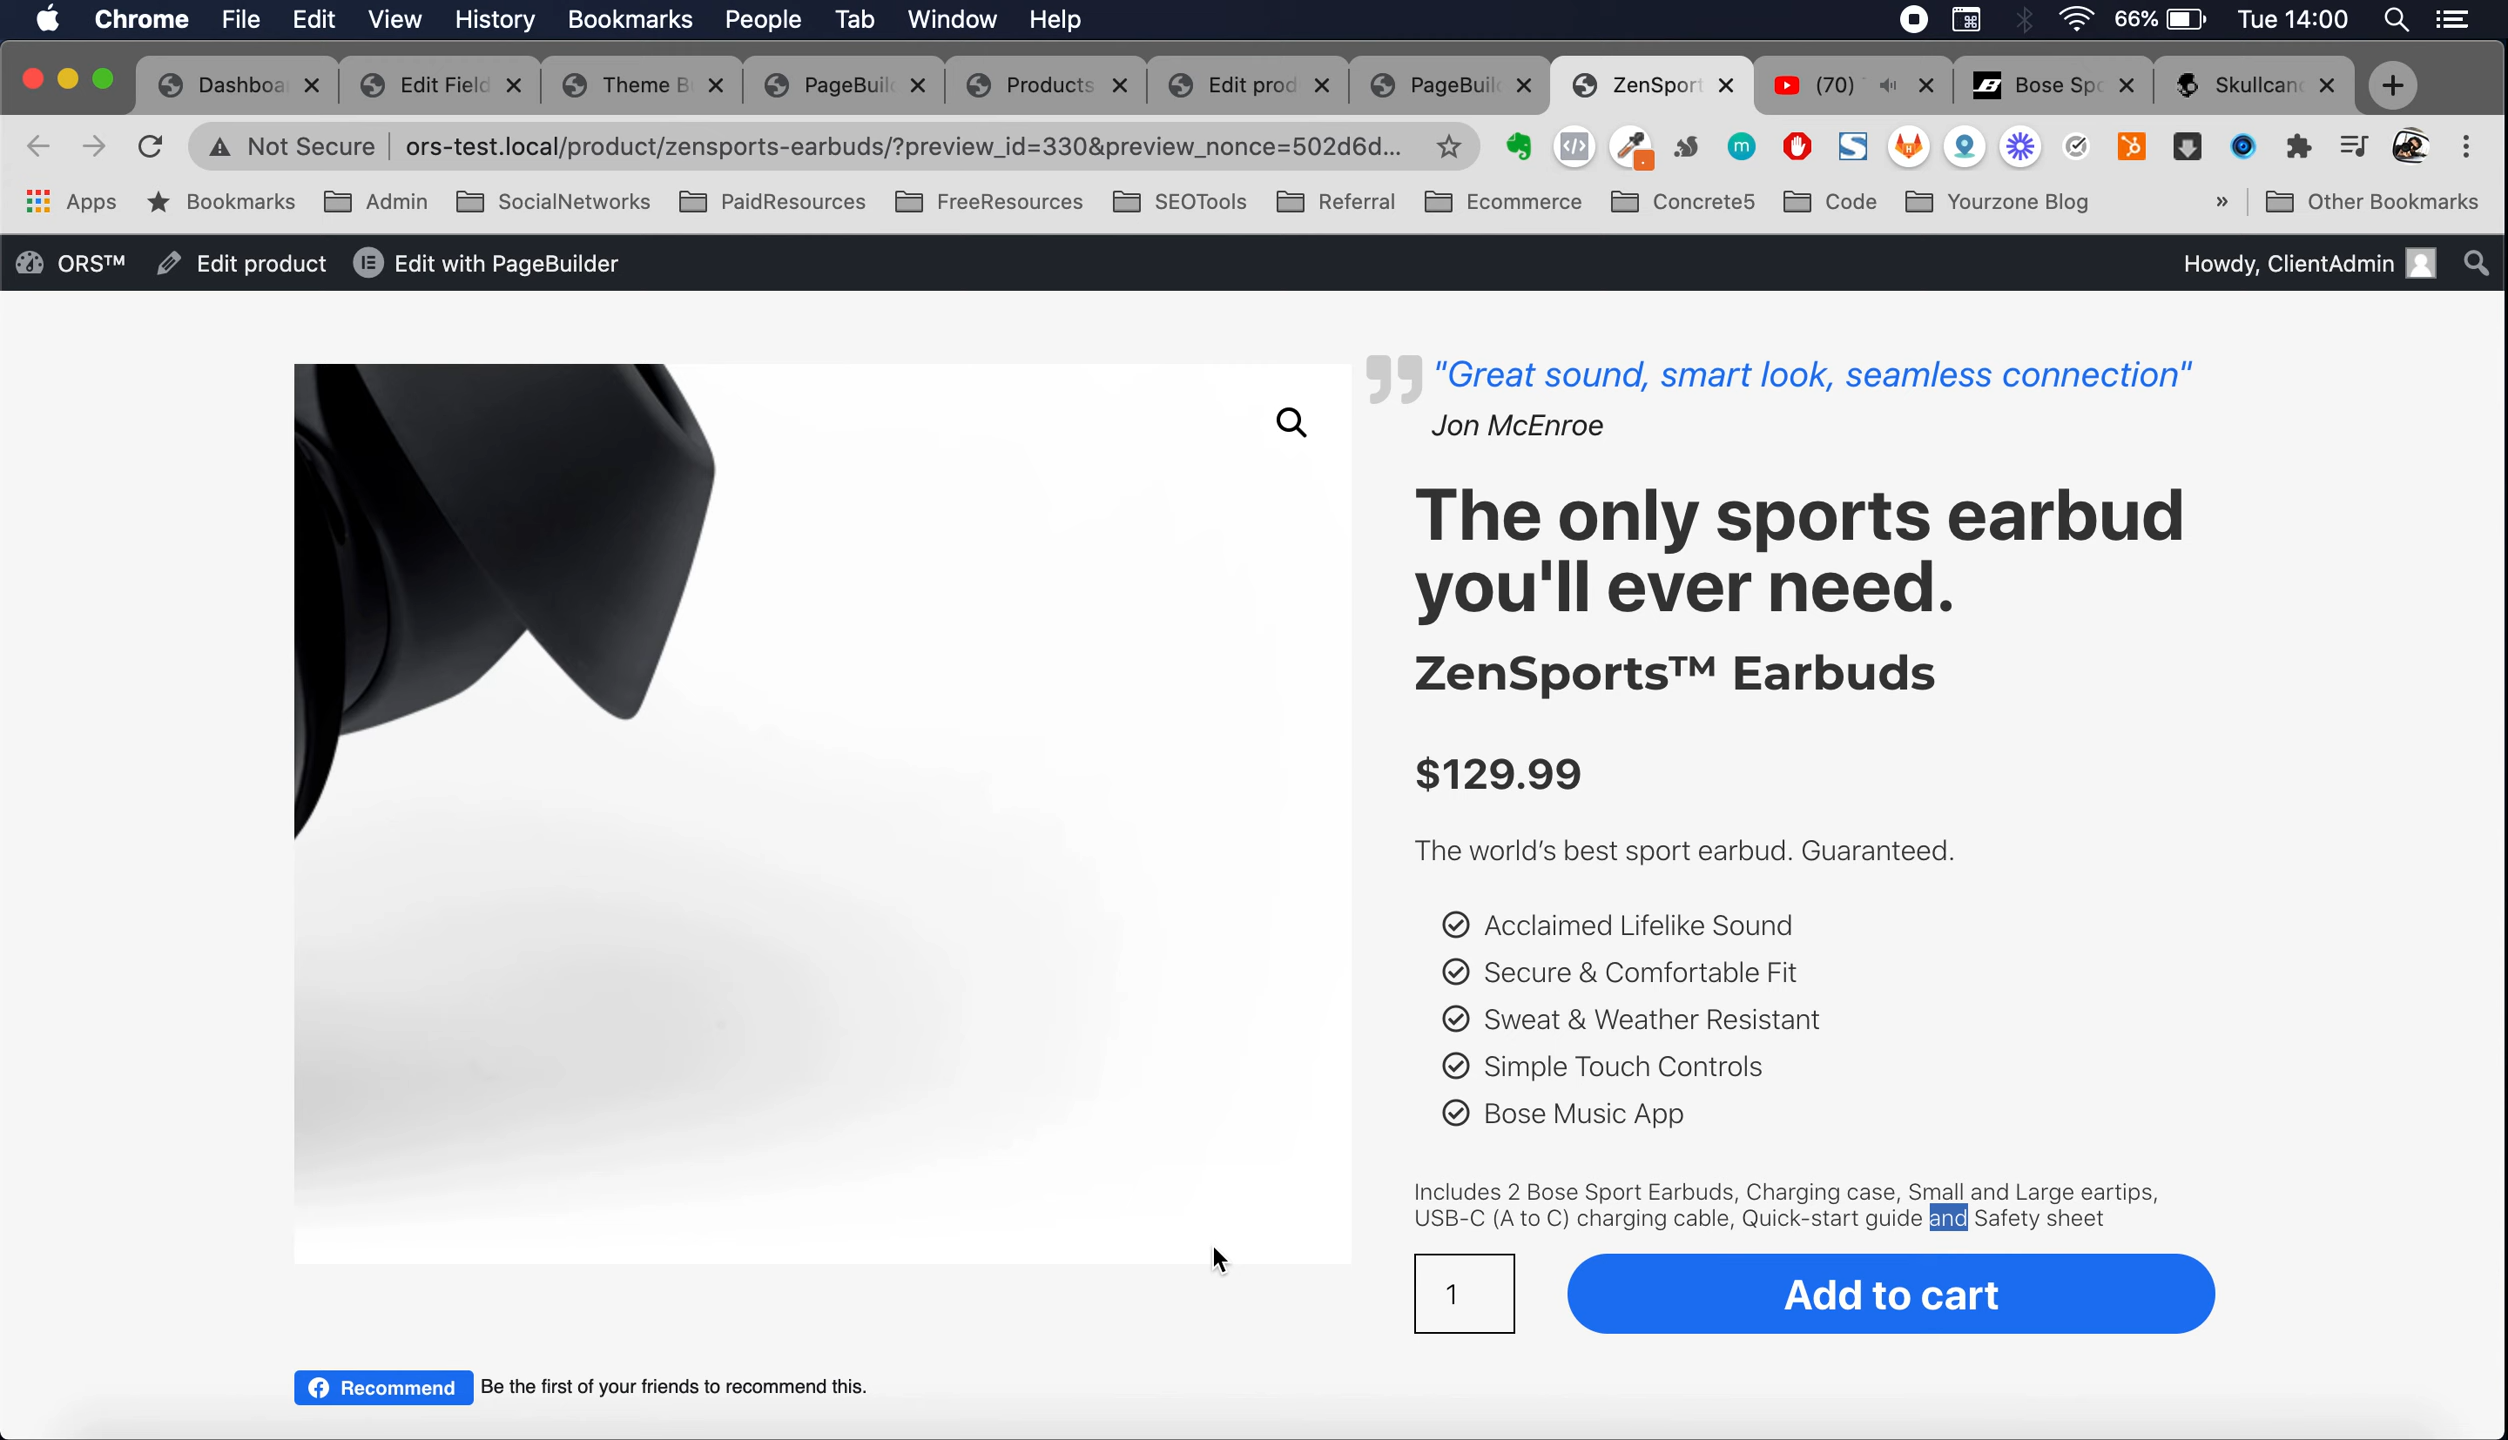 Chrome File Edit View History Bookmarks People Tab Window Help 66% Tue 14:00
Dashboa Edit Field Theme B PageBuil Products Edit prod PageBuil ZenSport (70) Bose Spo Skullcan
Not Secure ors-test.local/product/zensports-earbuds/?preview_id=330&preview_nonce=502d6d...
Apps Bookmarks Admin SocialNetworks PaidResources FreeResources SEOTools Referral Ecommerce Concrete5 Code Yourzone Blog » Other Bookmarks
ORS™ Edit product Edit with PageBuilder Howdy, ClientAdmin
"Great sound, smart look, seamless connection"
Jon McEnroe
The only sports earbud
you'll ever need.
ZenSports™ Earbuds
$129.99
The world’s best sport earbud. Guaranteed.
Acclaimed Lifelike Sound
Secure & Comfortable Fit
Sweat & Weather Resistant
Simple Touch Controls
Bose Music App
Includes 2 Bose Sport Earbuds, Charging case, Small and Large eartips,
USB-C (A to C) charging cable, Quick-start guide and Safety sheet
1 Add to cart
Recommend Be the first of your friends to recommend this.